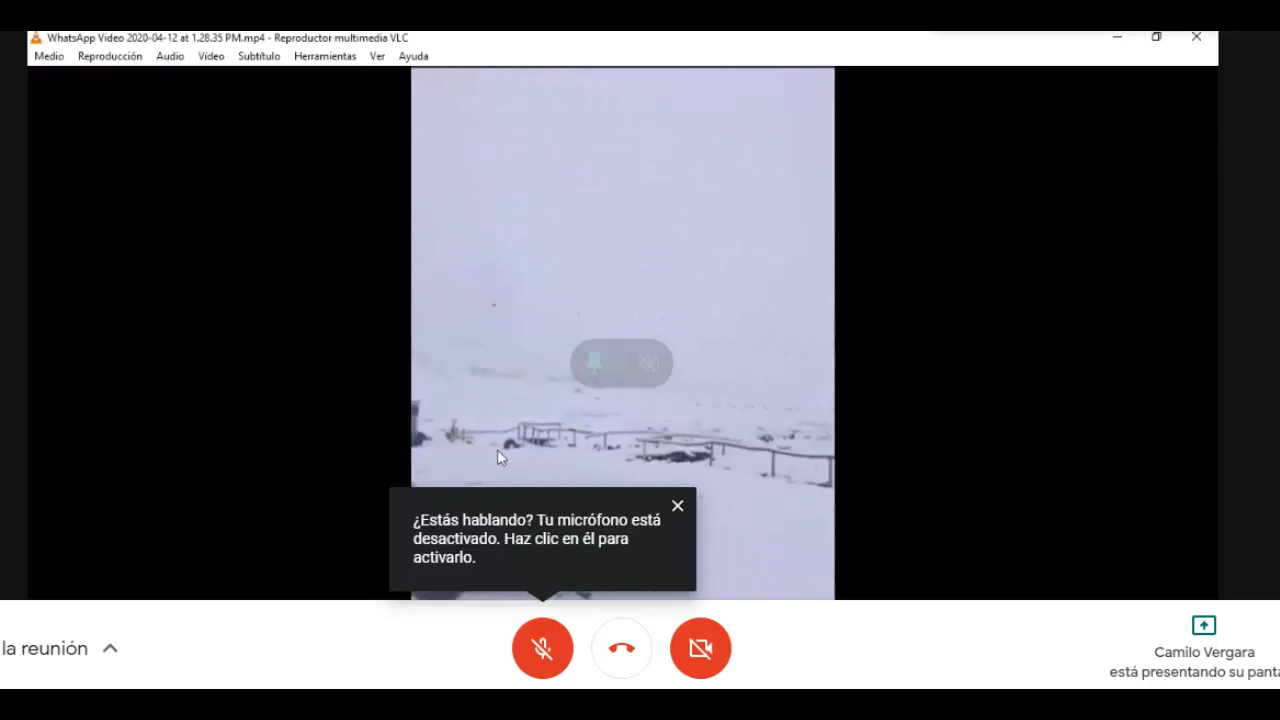 WhatsApp Video 2020-04-12 at 1.28.35 PM.mp4 - Reproductor multimedia VLC
Medio Reproducción Audio Vídeo Subtítulo Herramientas Ver Ayuda
¿Estás hablando? Tu micrófono está
desactivado. Haz clic en él para
activarlo.
la reunión
Camilo Vergara
está presentando su panta